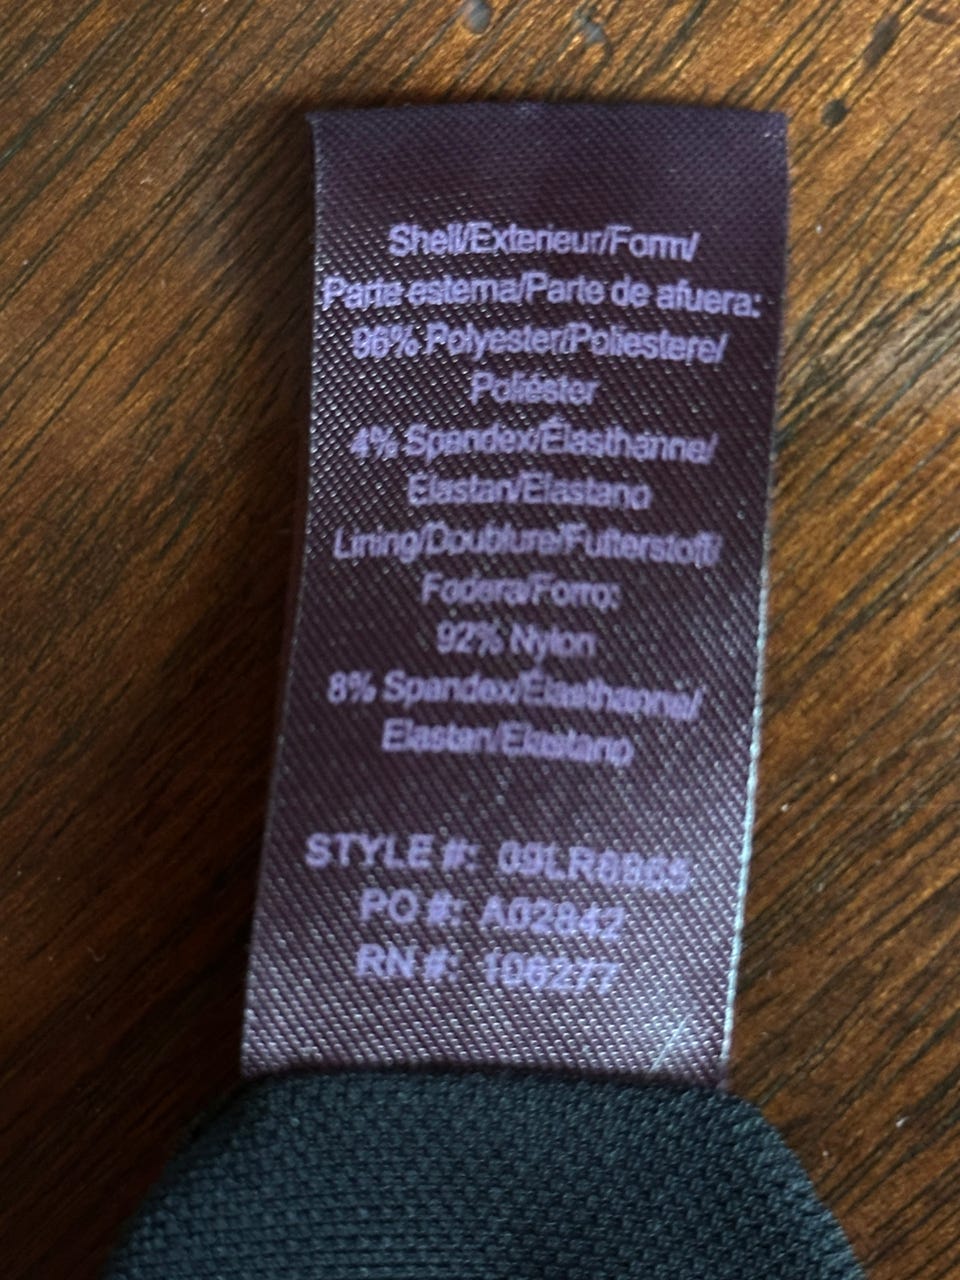 Shell/Exterieur/Form/
Parte esterna/Parte de afuera:
96% Polyester/Poliestere/
Poliéster
4% Spandex/Élasthanne/
Elastan/Elastano
Lining/Doublure/Futterstoff/
Fodera/Forro:
92% Nylon
8% Spandex/Élasthanne/
Elastan/Elastano
STYLE #:
PO #: A02842
RN #: 106277